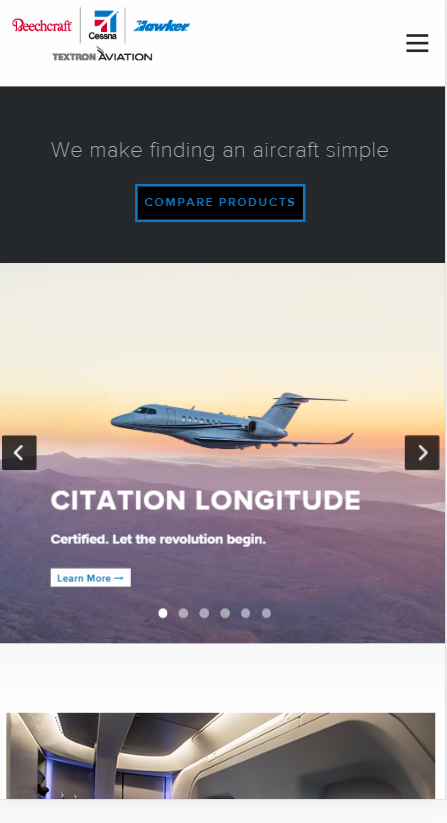 Beechcraft
Cessna
Hawker
TEXTRON AVIATION
We make finding an aircraft simple
COMPARE PRODUCTS
CITATION LONGITUDE
Certified. Let the revolution begin.
Learn More →